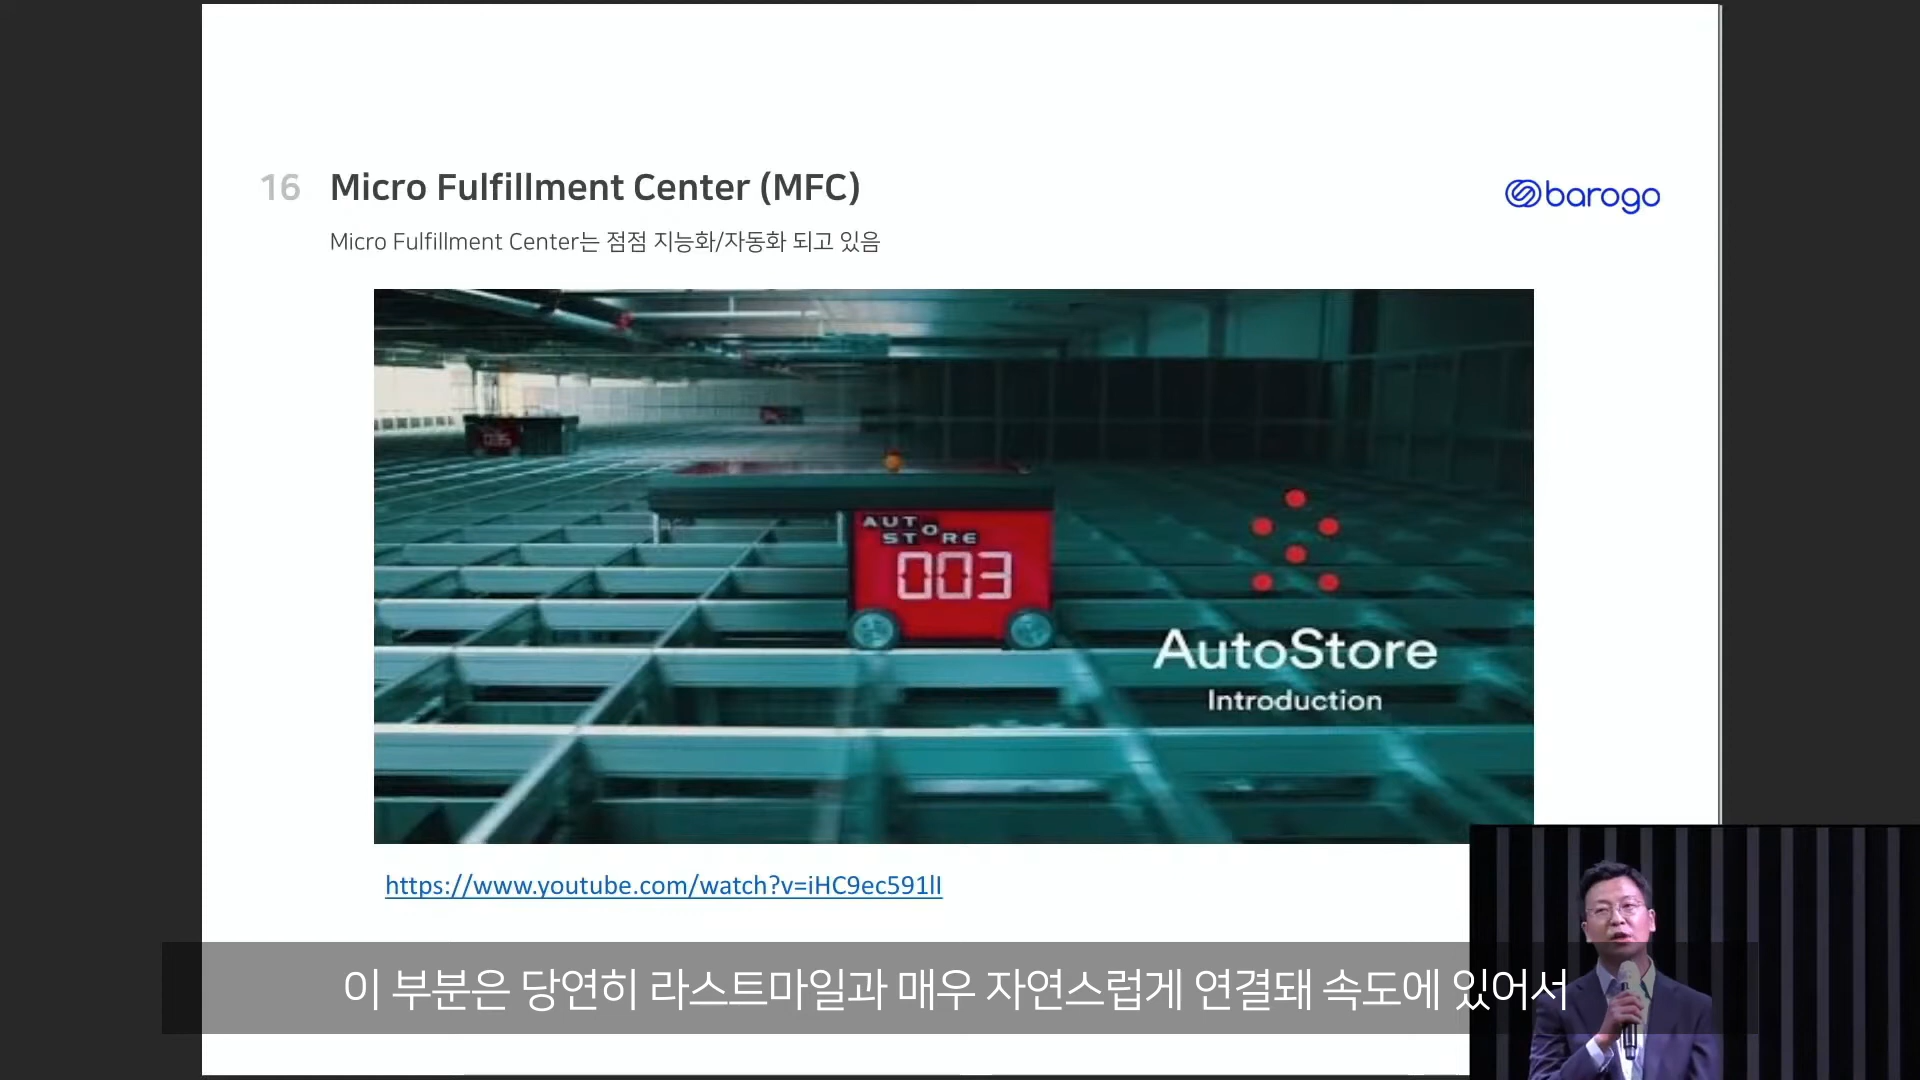 16 Micro Fulfillment Center (MFC)
barogo
Micro Fulfillment Center는 점점 지능화/자동화 되고 있음
035
AUTO
STORE
003
AutoStore
Introduction
https://www.youtube.com/watch?v=iHC9ec591lI
이 부분은 당연히 라스트마일과 매우 자연스럽게 연결돼 속도에 있어서